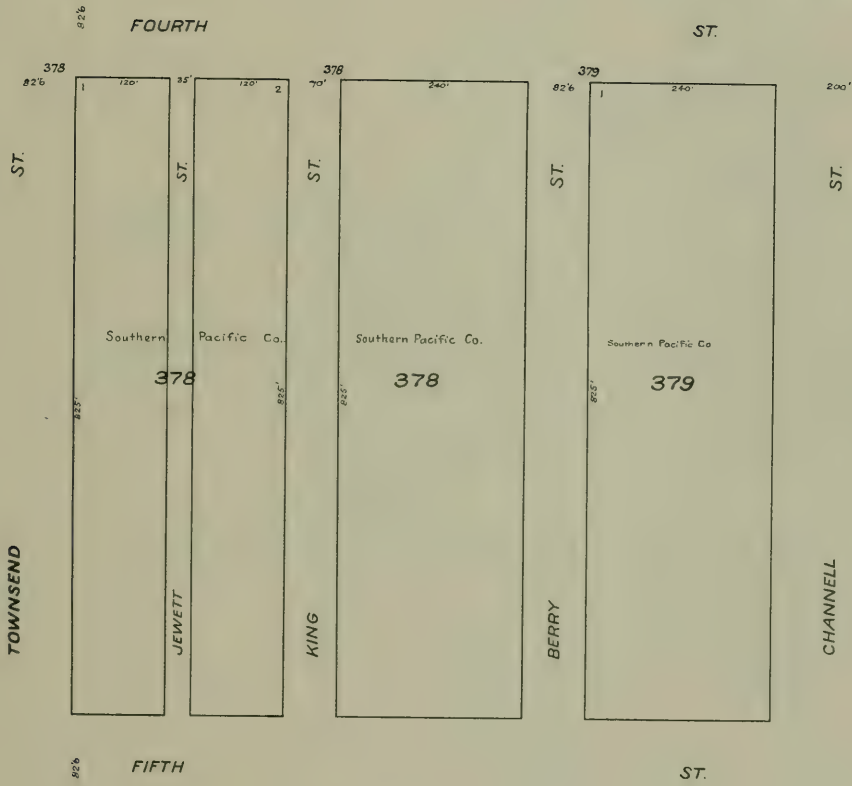 82'6
FOURTH ST.
378 378 379
82'6 1 120' 35' 120' 2 70' 240' 82'6 1 240' 200'
ST. ST. ST. ST. ST.
Southern Pacific Co. Southern Pacific Co. Southern Pacific Co
378 378 379
825' 825' 825' 825'
TOWNSEND JEWETT KING BERRY CHANNELL
82'6 FIFTH ST.